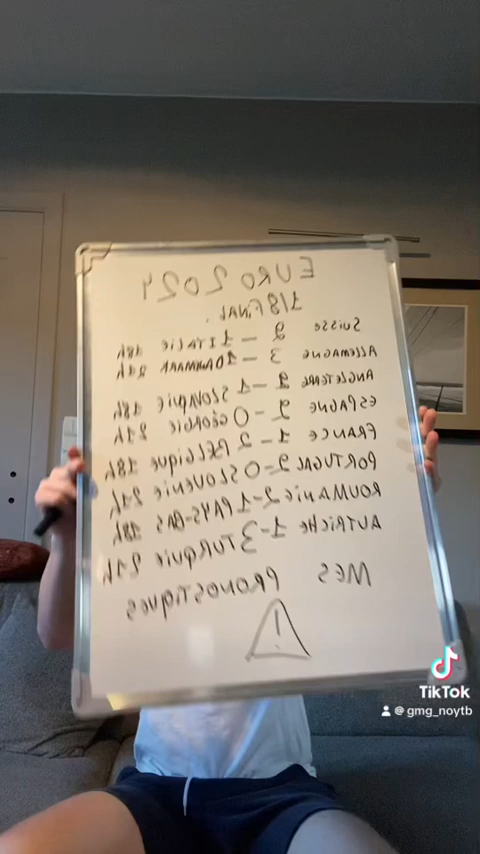 EURO 2024
1/8 FINAL.
SUISSE 2 - 1 ITALIE 18h
ALLEMAGNE 3 - 1 DANMARK 21h
ANGLETERRE 2 - 1 SLOVAQUIE 18h
ESPAGNE 2 - 0 GÉORGIE 21h
FRANCE 1 - 2 BELGIQUE 18h
PORTUGAL 2 - 0 SLOVÉNIE 21h
ROUMANIE 2 - 1 PAYS-BAS 18h
AUTRICHE 1 - 3 TURQUIE 21h
MES PRONOSTIQUES
!
TikTok
@gmg_noytb